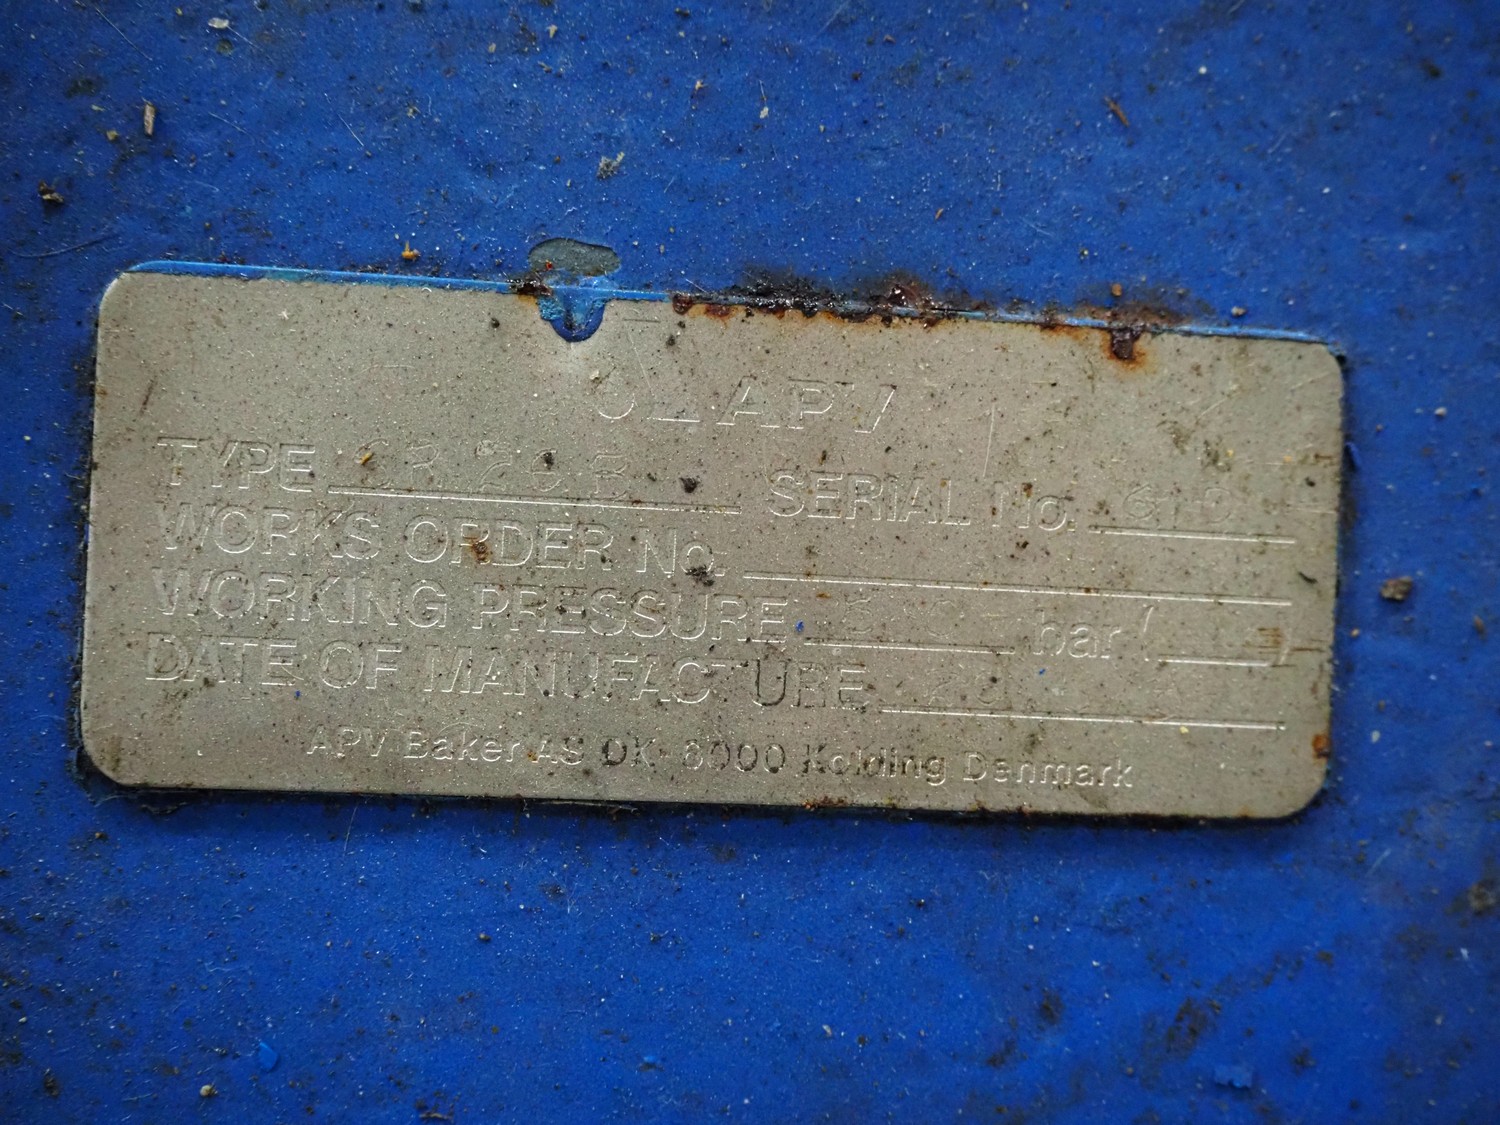 APV
TYPE SERIAL No.
WORKS ORDER No.
WORKING PRESSURE bar ( )
DATE OF MANUFACTURE
APV Baker AS DK-6000 Kolding Denmark